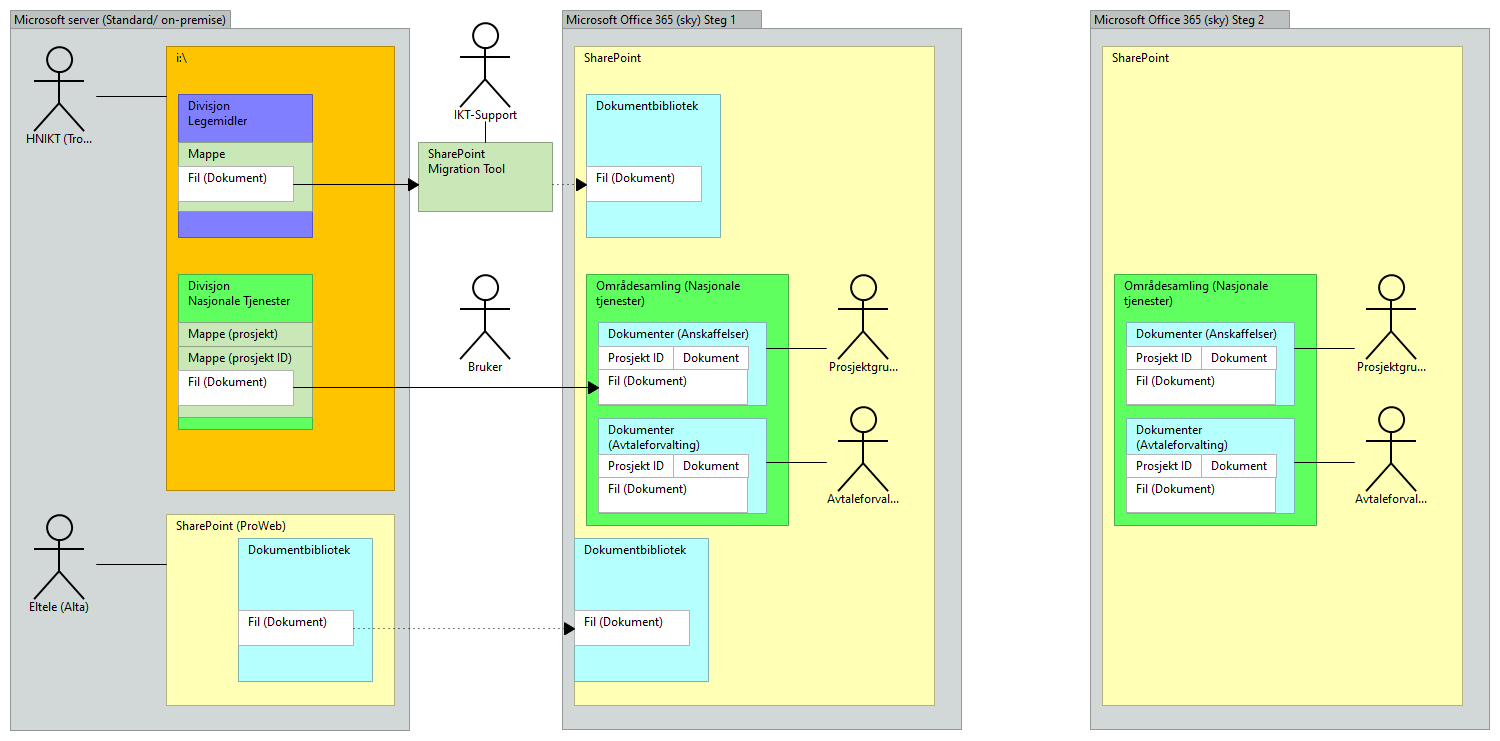 Microsoft server (Standard/ on-premise)
HNIKT (Tro...
i:\
Divisjon
Legemidler
Mappe
Fil (Dokument)
Divisjon
Nasjonale Tjenester
Mappe (prosjekt)
Mappe (prosjekt ID)
Fil (Dokument)
Eltele (Alta)
SharePoint (ProWeb)
Dokumentbibliotek
Fil (Dokument)
IKT-Support
SharePoint
Migration Tool
Bruker
Microsoft Office 365 (sky) Steg 1
SharePoint
Dokumentbibliotek
Fil (Dokument)
Områdesamling (Nasjonale
tjenester)
Dokumenter (Anskaffelser)
Prosjekt ID Dokument
Fil (Dokument)
Prosjektgru...
Dokumenter
(Avtaleforvalting)
Prosjekt ID Dokument
Fil (Dokument)
Avtaleforval...
Dokumentbibliotek
Fil (Dokument)
Microsoft Office 365 (sky) Steg 2
SharePoint
Områdesamling (Nasjonale
tjenester)
Dokumenter (Anskaffelser)
Prosjekt ID Dokument
Fil (Dokument)
Prosjektgru...
Dokumenter
(Avtaleforvalting)
Prosjekt ID Dokument
Fil (Dokument)
Avtaleforval...